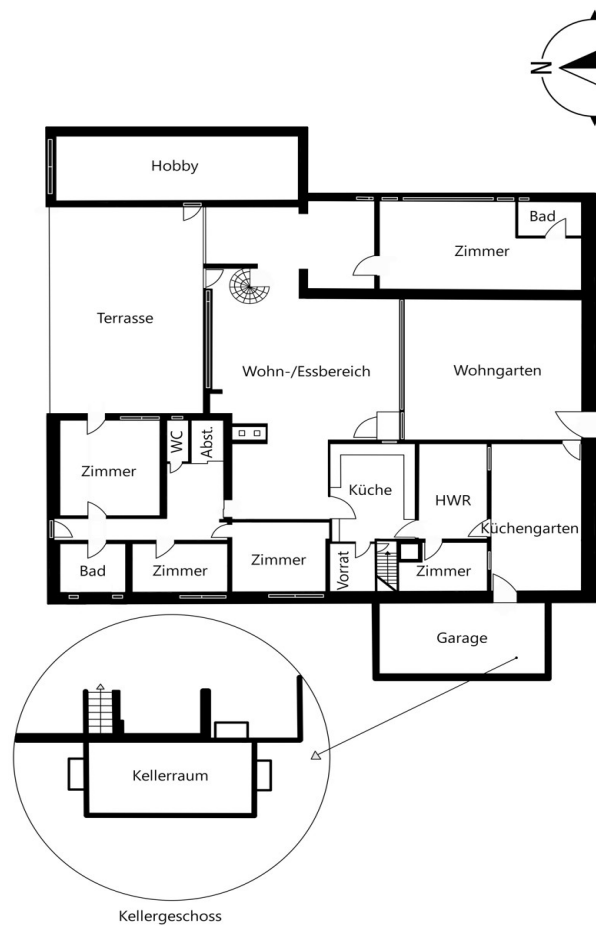 N
Hobby
Bad
Zimmer
Terrasse
Wohn-/Essbereich
Wohngarten
WC
Abst.
Zimmer
Küche
HWR
Küchengarten
Bad
Zimmer
Zimmer
Vorrat
Zimmer
Garage
Kellerraum
Kellergeschoss